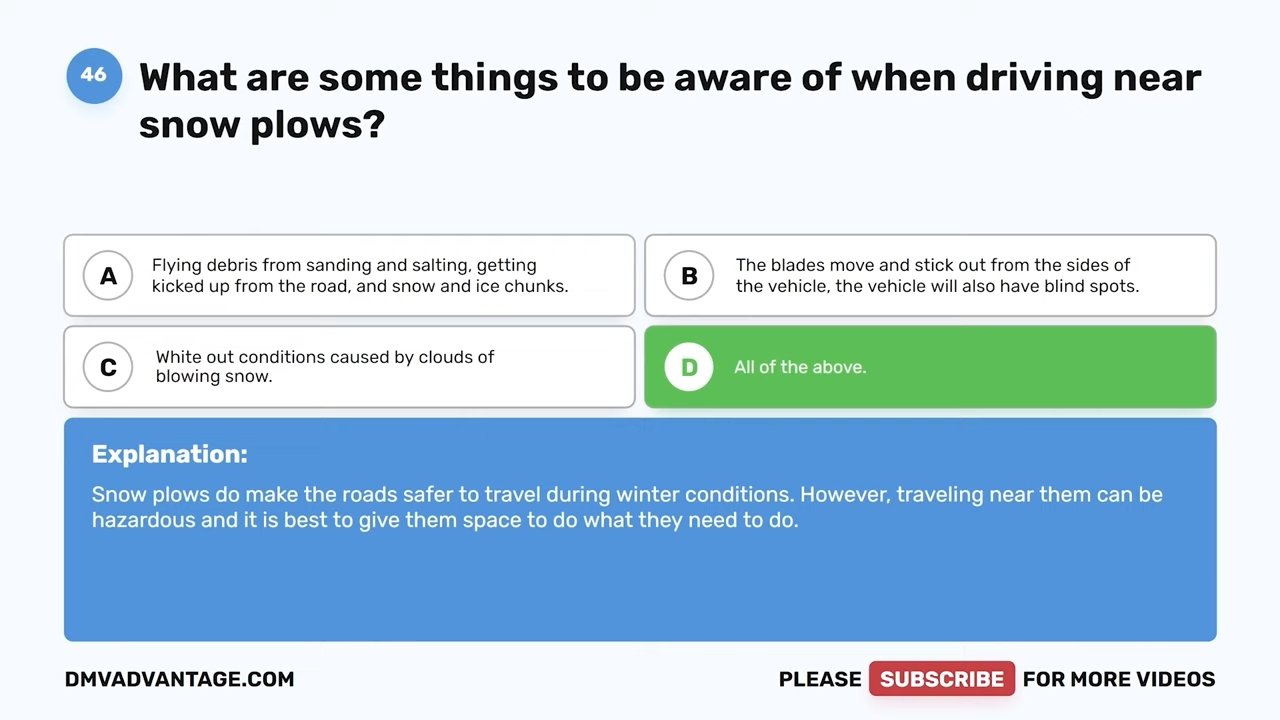 46
What are some things to be aware of when driving near
snow plows?
A
Flying debris from sanding and salting, getting
kicked up from the road, and snow and ice chunks.
B
The blades move and stick out from the sides of
the vehicle, the vehicle will also have blind spots.
C
White out conditions caused by clouds of
blowing snow.
D
All of the above.
Explanation:
Snow plows do make the roads safer to travel during winter conditions. However, traveling near them can be
hazardous and it is best to give them space to do what they need to do.
DMVADVANTAGE.COM
PLEASE SUBSCRIBE FOR MORE VIDEOS